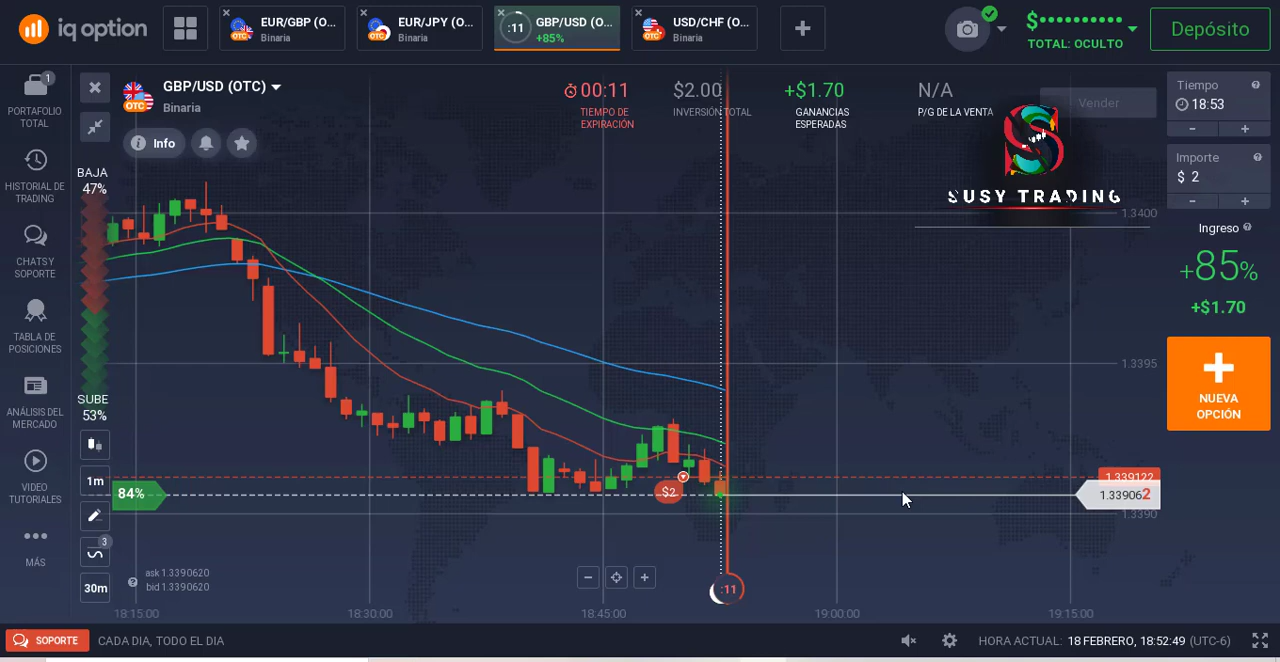 iq option
EUR/GBP (O...
Binaria
EUR/JPY (O...
Binaria
:11
GBP/USD (O...
+85%
USD/CHF (O...
Binaria
$••••••••••
TOTAL: OCULTO
Depósito
1
PORTAFOLIO
TOTAL
HISTORIAL DE
TRADING
CHATS Y
SOPORTE
TABLA DE
POSICIONES
ANÁLISIS DEL
MERCADO
VIDEO
TUTORIALES
MÁS
OTC
GBP/USD (OTC)
Binaria
Info
00:11
TIEMPO DE
EXPIRACIÓN
$2.00
INVERSIÓN TOTAL
+$1.70
GANANCIAS
ESPERADAS
N/A
P/G DE LA VENTA
Vender
SUSY TRADING
BAJA
47%
SUBE
53%
1m
3
30m
84%
$2
ask 1.3390620
bid 1.3390620
:11
1.3400
1.3395
1.339122
1.3390622
1.3390
18:15:00
18:30:00
18:45:00
19:00:00
19:15:00
Tiempo
18:53
- +
Importe
$ 2
- +
Ingreso
+85%
+$1.70
NUEVA
OPCIÓN
SOPORTE
CADA DIA, TODO EL DIA
HORA ACTUAL: 18 FEBRERO, 18:52:49 (UTC-6)